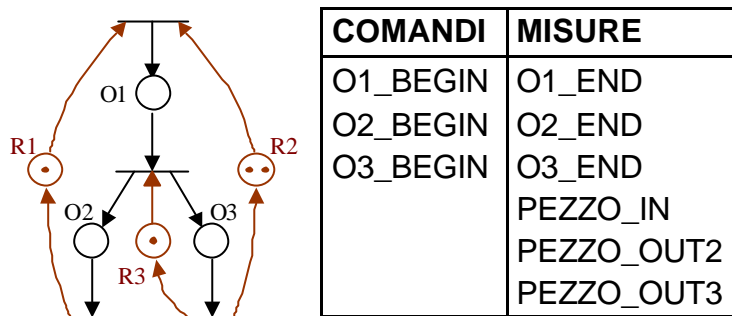 O1
R1
R2
O2
O3
R3
COMANDI MISURE
O1_BEGIN O1_END
O2_BEGIN O2_END
O3_BEGIN O3_END
PEZZO_IN
PEZZO_OUT2
PEZZO_OUT3